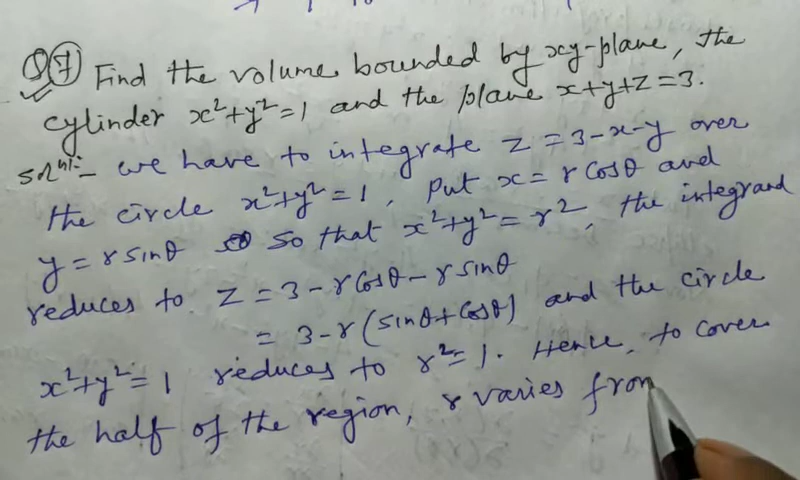 Q7 Find the volume bounded by xy-plane, the
cylinder x²+y²=1 and the plane x+y+z=3.
Solⁿ:- we have to integrate z = 3-x-y over
the circle x²+y²=1. Put x = r cosθ and
y = r sinθ so that x²+y² = r², the integrand
reduces to z = 3 - r cosθ - r sinθ
= 3-r(sinθ+cosθ) and the circle
x²+y²=1 reduces to r²=1. Hence, to cover
the half of the region, r varies from